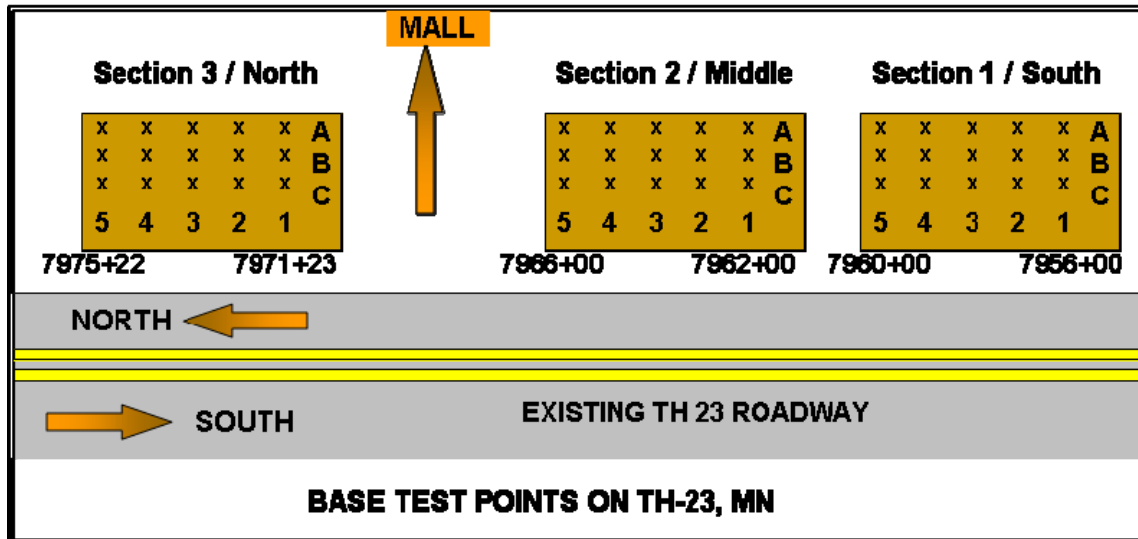 MALL
Section 3 / North
Section 2 / Middle
Section 1 / South
x x x x x A
x x x x x B
x x x x x C
5 4 3 2 1
7975+22 7971+23
x x x x x A
x x x x x B
x x x x x C
5 4 3 2 1
7966+00 7962+00
x x x x x A
x x x x x B
x x x x x C
5 4 3 2 1
7960+00 7956+00
NORTH
SOUTH
EXISTING TH 23 ROADWAY
BASE TEST POINTS ON TH-23, MN